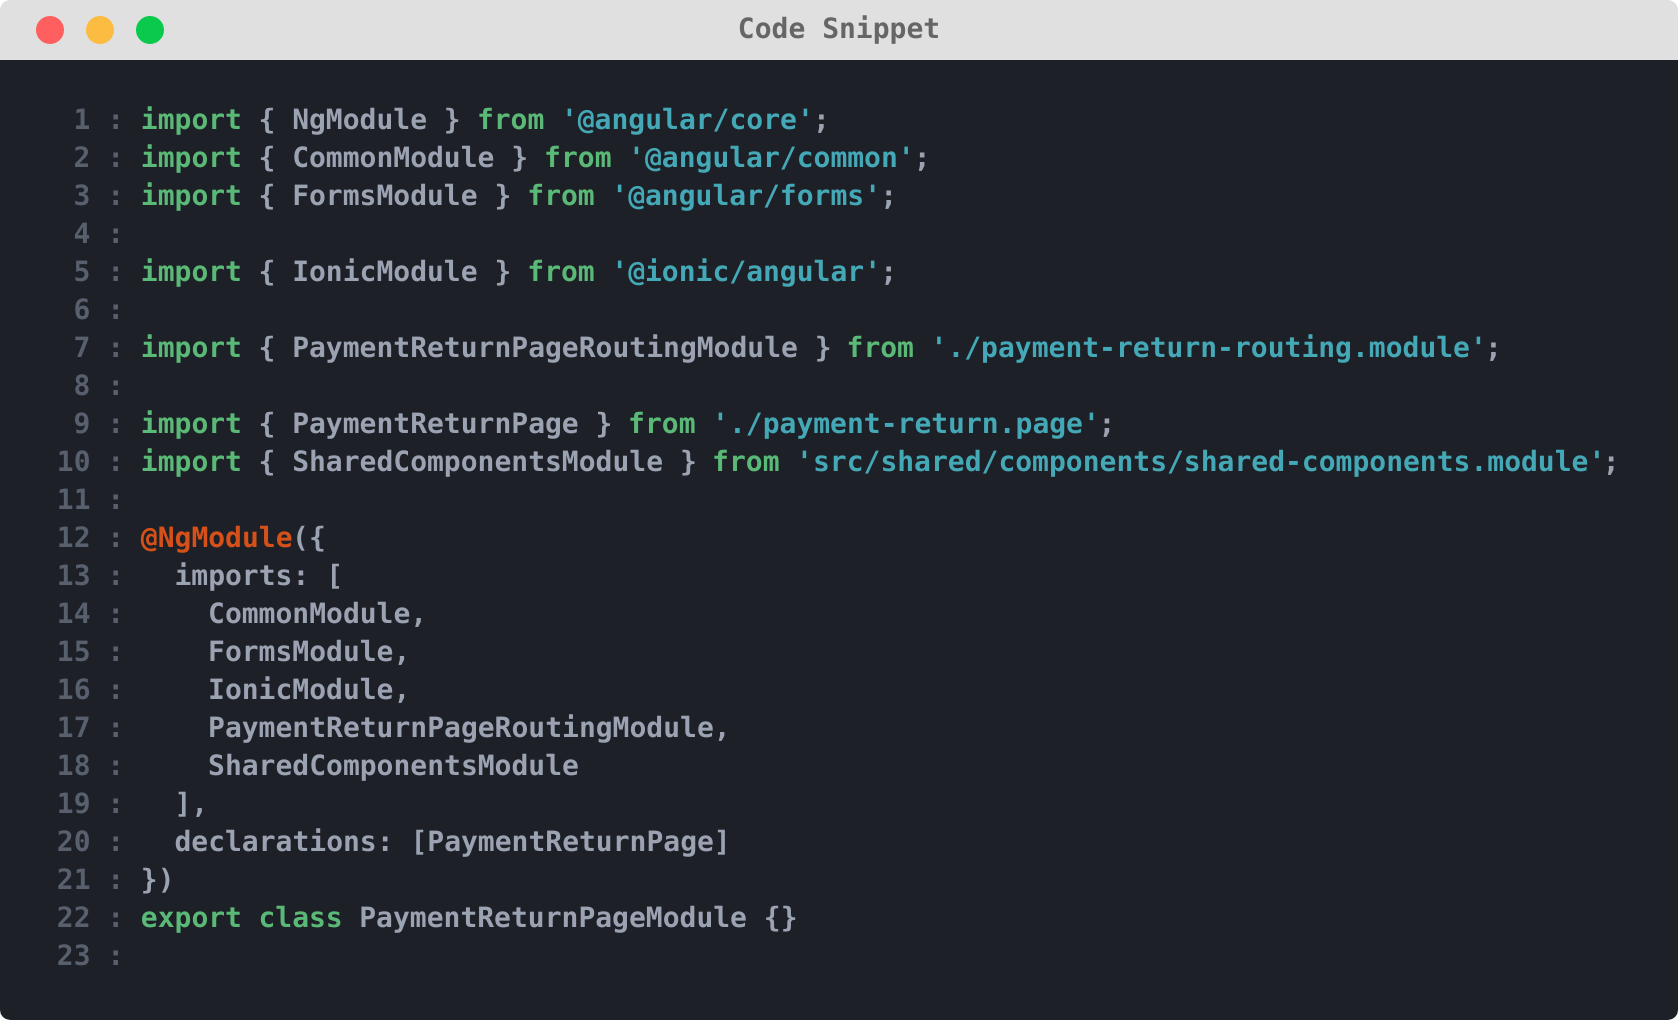 Code Snippet
1 : import { NgModule } from '@angular/core';
2 : import { CommonModule } from '@angular/common';
3 : import { FormsModule } from '@angular/forms';
4 :
5 : import { IonicModule } from '@ionic/angular';
6 :
7 : import { PaymentReturnPageRoutingModule } from './payment-return-routing.module';
8 :
9 : import { PaymentReturnPage } from './payment-return.page';
10 : import { SharedComponentsModule } from 'src/shared/components/shared-components.module';
11 :
12 : @NgModule({
13 :   imports: [
14 :     CommonModule,
15 :     FormsModule,
16 :     IonicModule,
17 :     PaymentReturnPageRoutingModule,
18 :     SharedComponentsModule
19 :   ],
20 :   declarations: [PaymentReturnPage]
21 : })
22 : export class PaymentReturnPageModule {}
23 :